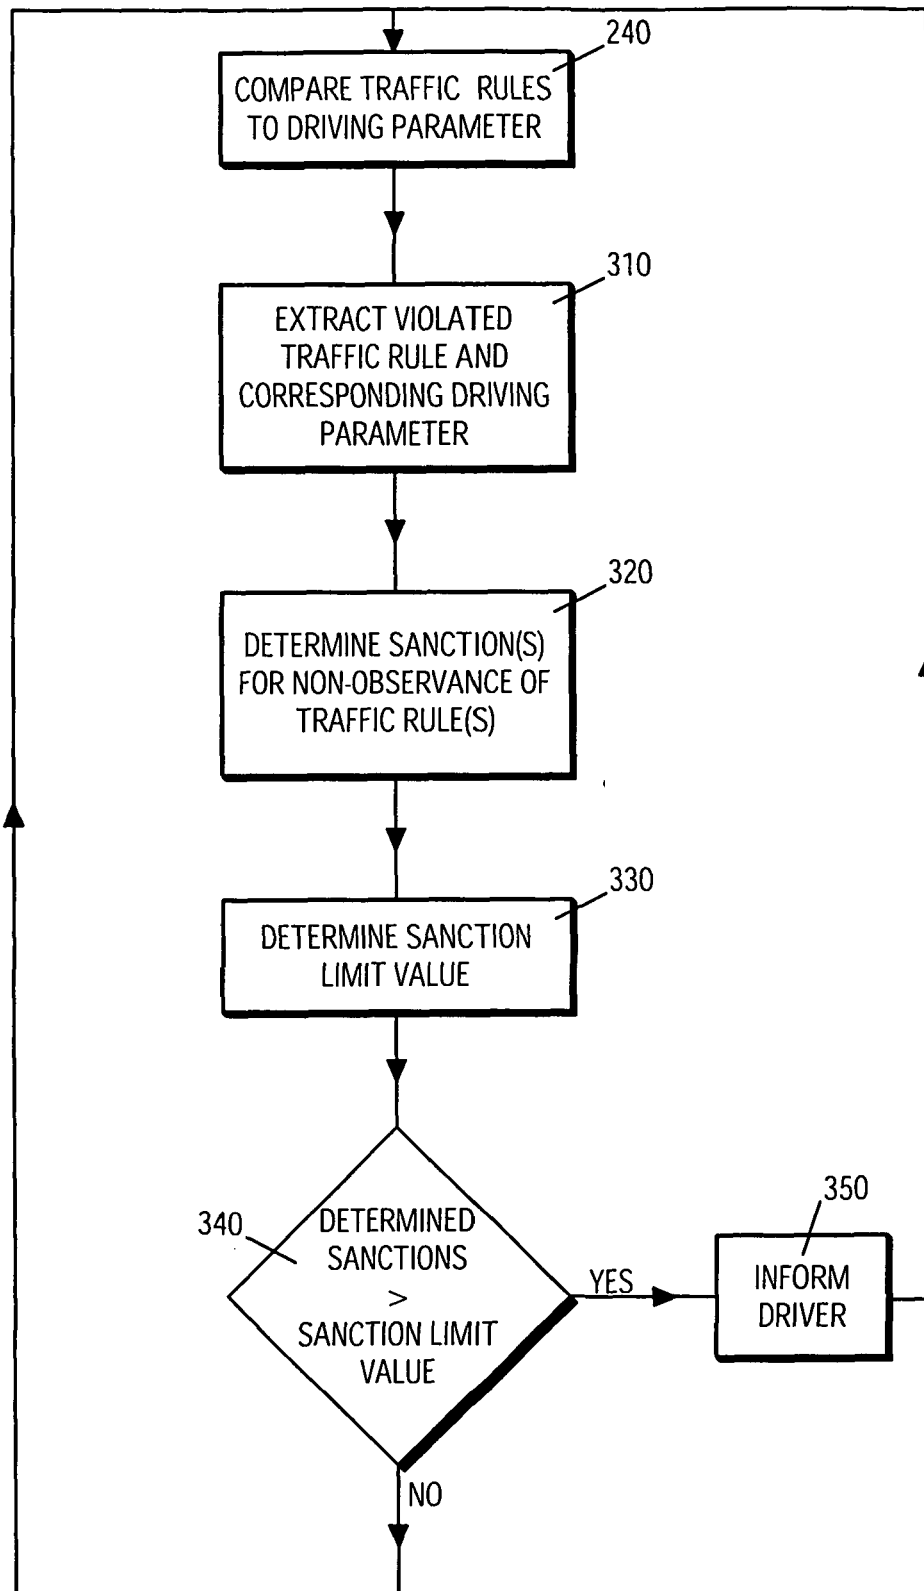 240
COMPARE TRAFFIC RULES
TO DRIVING PARAMETER
310
EXTRACT VIOLATED
TRAFFIC RULE AND
CORRESPONDING DRIVING
PARAMETER
320
DETERMINE SANCTION(S)
FOR NON-OBSERVANCE OF
TRAFFIC RULE(S)
330
DETERMINE SANCTION
LIMIT VALUE
340
DETERMINED
SANCTIONS
>
SANCTION LIMIT
VALUE
YES
350
INFORM
DRIVER
NO